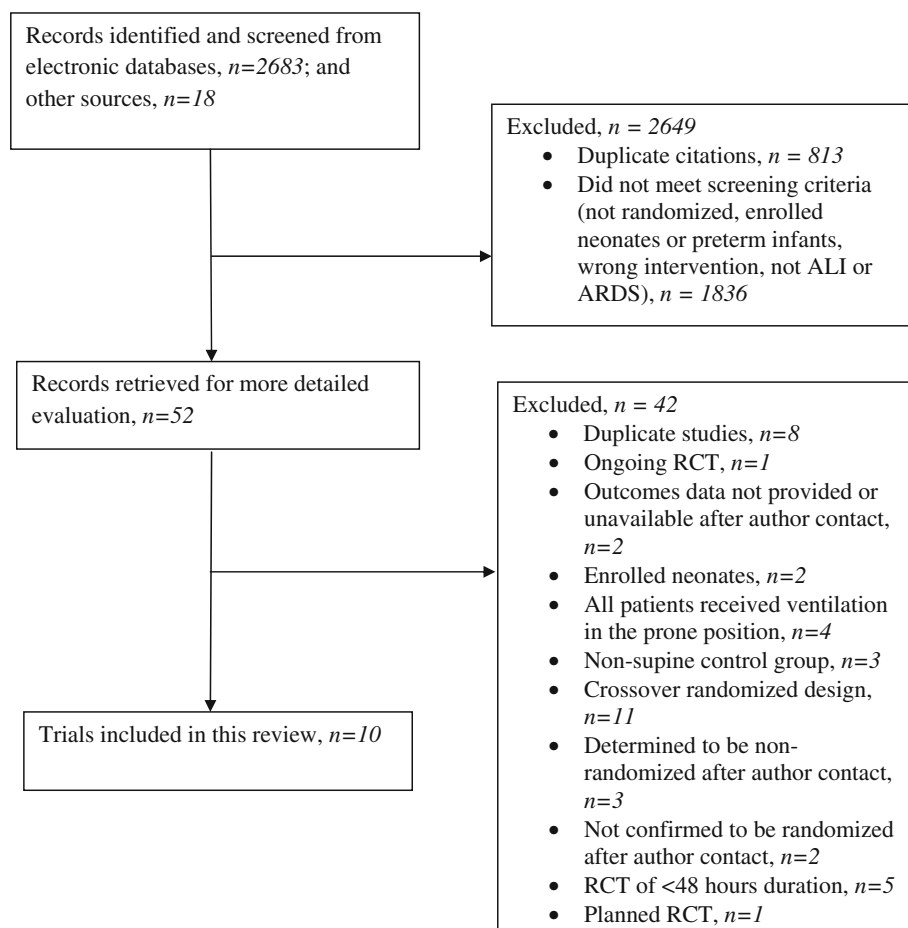 Records identified and screened from
electronic databases, n=2683; and
other sources, n=18
Excluded, n = 2649
• Duplicate citations, n = 813
• Did not meet screening criteria
(not randomized, enrolled
neonates or preterm infants,
wrong intervention, not ALI or
ARDS), n = 1836
Records retrieved for more detailed
evaluation, n=52
Excluded, n = 42
• Duplicate studies, n=8
• Ongoing RCT, n=1
• Outcomes data not provided or
unavailable after author contact,
n=2
• Enrolled neonates, n=2
• All patients received ventilation
in the prone position, n=4
• Non-supine control group, n=3
• Crossover randomized design,
n=11
• Determined to be non-
randomized after author contact,
n=3
• Not confirmed to be randomized
after author contact, n=2
• RCT of <48 hours duration, n=5
• Planned RCT, n=1
Trials included in this review, n=10